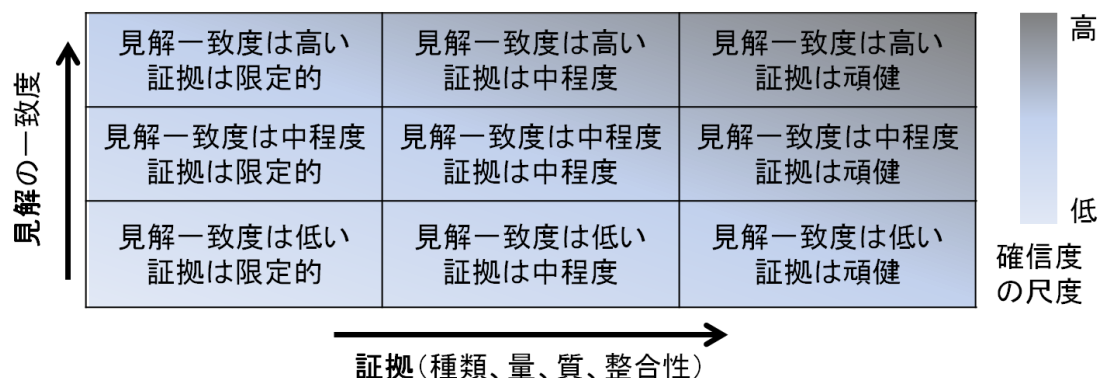 見解の一致度
見解一致度は高い
証拠は限定的
見解一致度は高い
証拠は中程度
見解一致度は高い
証拠は頑健
見解一致度は中程度
証拠は限定的
見解一致度は中程度
証拠は中程度
見解一致度は中程度
証拠は頑健
見解一致度は低い
証拠は限定的
見解一致度は低い
証拠は中程度
見解一致度は低い
証拠は頑健
高
低
確信度
の尺度
証拠(種類、量、質、整合性)